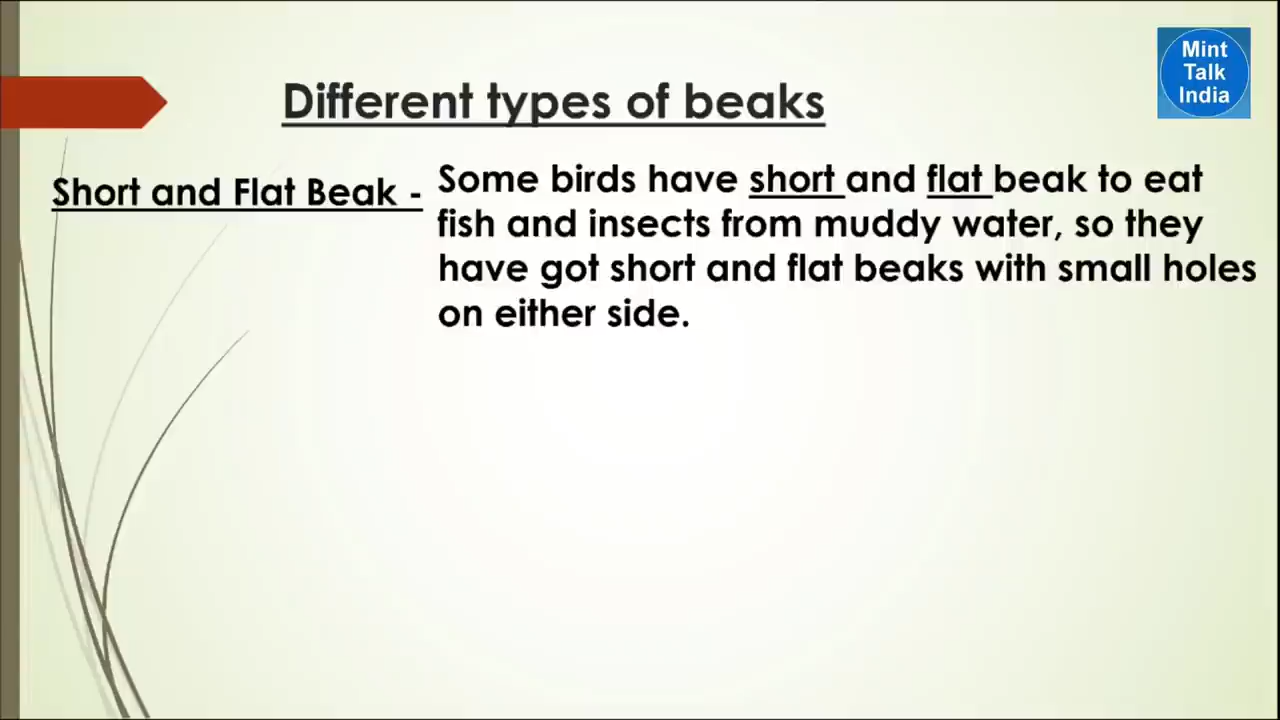 Mint
Talk
India
Different types of beaks
Short and Flat Beak -
Some birds have short and flat beak to eat
fish and insects from muddy water, so they
have got short and flat beaks with small holes
on either side.